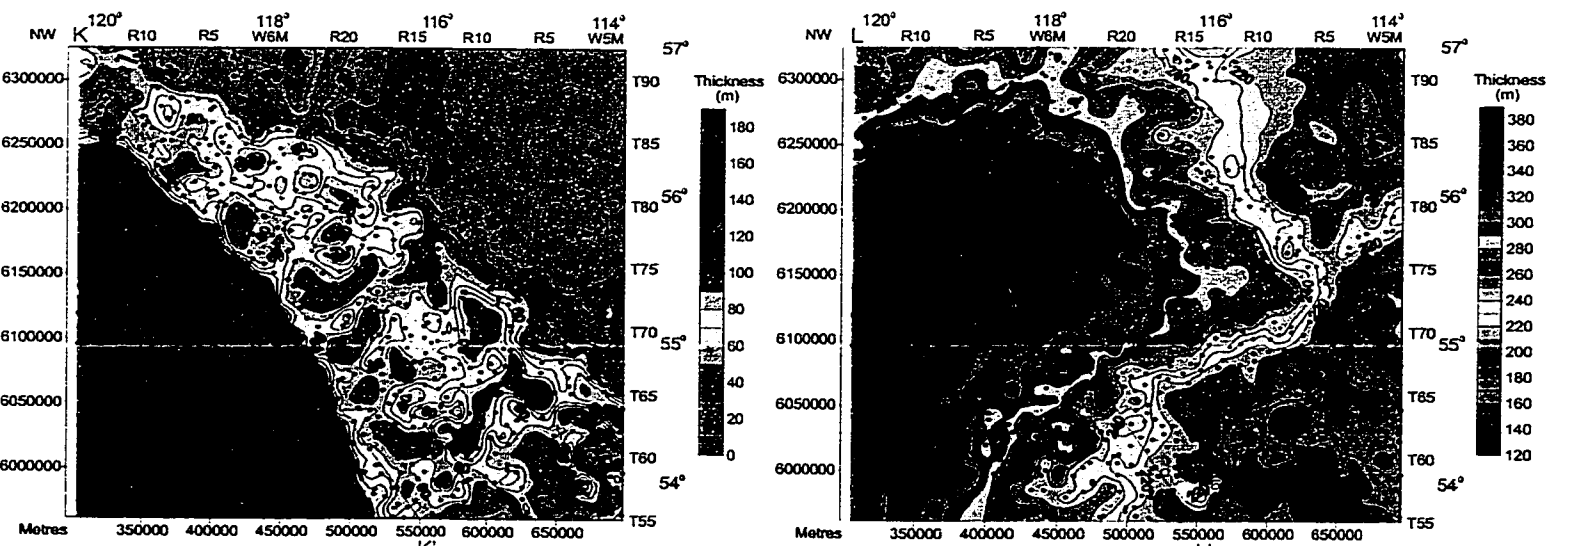 120° 118° 116° 114°
NW K R10 R5 W6M R20 R15 R10 R5 W5M
57°
6300000
6250000
6200000
6150000
6100000
6050000
6000000
T90
T85
T80
T75
T70
T65
T60
T55
56°
55°
54°
Thickness
(m)
180
160
140
120
100
80
60
40
20
0
Metres 350000 400000 450000 500000 550000 600000 650000
K'
120° 118° 116° 114°
NW L R10 R5 W6M R20 R15 R10 R5 W5M
57°
6300000
6250000
6200000
6150000
6100000
6050000
6000000
220
T90
T85
T80
T75
T70
T65
T60
T55
56°
55°
54°
Thickness
(m)
380
360
340
320
300
280
260
240
220
200
180
160
140
120
Metres 350000 400000 450000 500000 550000 600000 650000